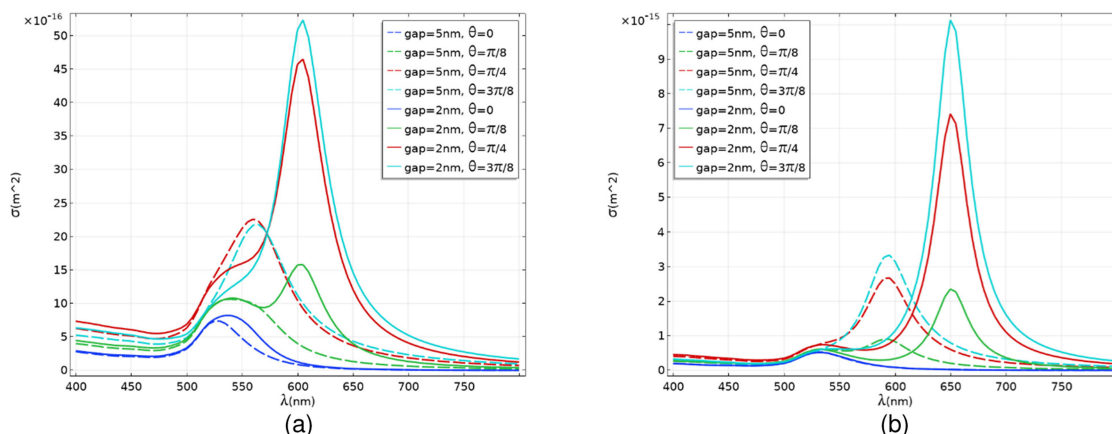 ×10⁻¹⁶
50
45
40
35
30
25
20
15
10
5
0
σ(m^2)
gap=5nm, θ=0
gap=5nm, θ=π/8
gap=5nm, θ=π/4
gap=5nm, θ=3π/8
gap=2nm, θ=0
gap=2nm, θ=π/8
gap=2nm, θ=π/4
gap=2nm, θ=3π/8
400 450 500 550 600 650 700 750
λ(nm)
(a)
×10⁻¹⁵
10
9
8
7
6
5
4
3
2
1
0
σ(m^2)
gap=5nm, θ=0
gap=5nm, θ=π/8
gap=5nm, θ=π/4
gap=5nm, θ=3π/8
gap=2nm, θ=0
gap=2nm, θ=π/8
gap=2nm, θ=π/4
gap=2nm, θ=3π/8
400 450 500 550 600 650 700 750
λ(nm)
(b)